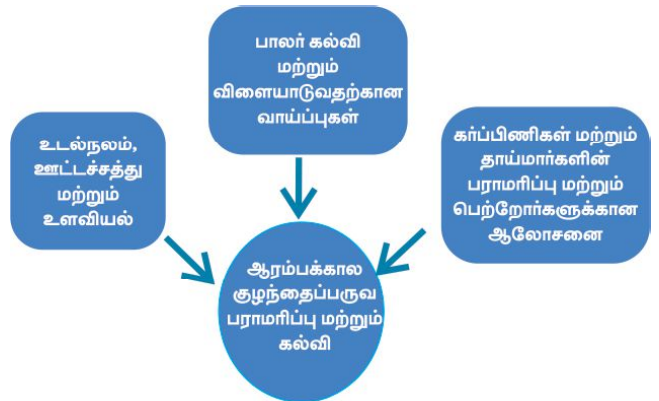 பாலர் கல்வி
மற்றும்
விளையாடுவதற்கான
வாய்ப்புகள்
உடல்நலம்,
ஊட்டச்சத்து
மற்றும்
உளவியல்
கர்ப்பிணிகள் மற்றும்
தாய்மார்களின்
பராமரிப்பு மற்றும்
பெற்றோர்களுக்கான
ஆலோசனை
ஆரம்பக்கால
குழந்தைப்பருவ
பராமரிப்பு மற்றும்
கல்வி